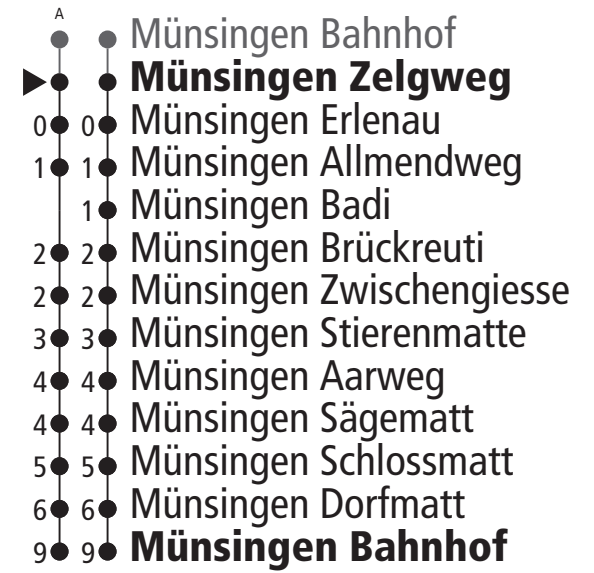 A
Münsingen Bahnhof
Münsingen Zelgweg
0 0 Münsingen Erlenau
1 1 Münsingen Allmendweg
1 Münsingen Badi
2 2 Münsingen Brückreuti
2 2 Münsingen Zwischengiesse
3 3 Münsingen Stierenmatte
4 4 Münsingen Aarweg
4 4 Münsingen Sägematt
5 5 Münsingen Schlossmatt
6 6 Münsingen Dorfmatt
9 9 Münsingen Bahnhof